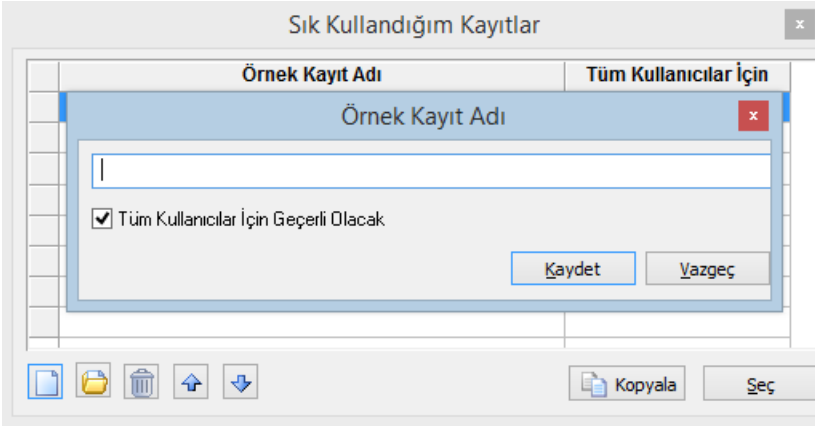 Sık Kullandığım Kayıtlar
x
Örnek Kayıt Adı Tüm Kullanıcılar İçin
Örnek Kayıt Adı
x
Tüm Kullanıcılar İçin Geçerli Olacak
Kaydet Vazgeç
Kopyala Seç